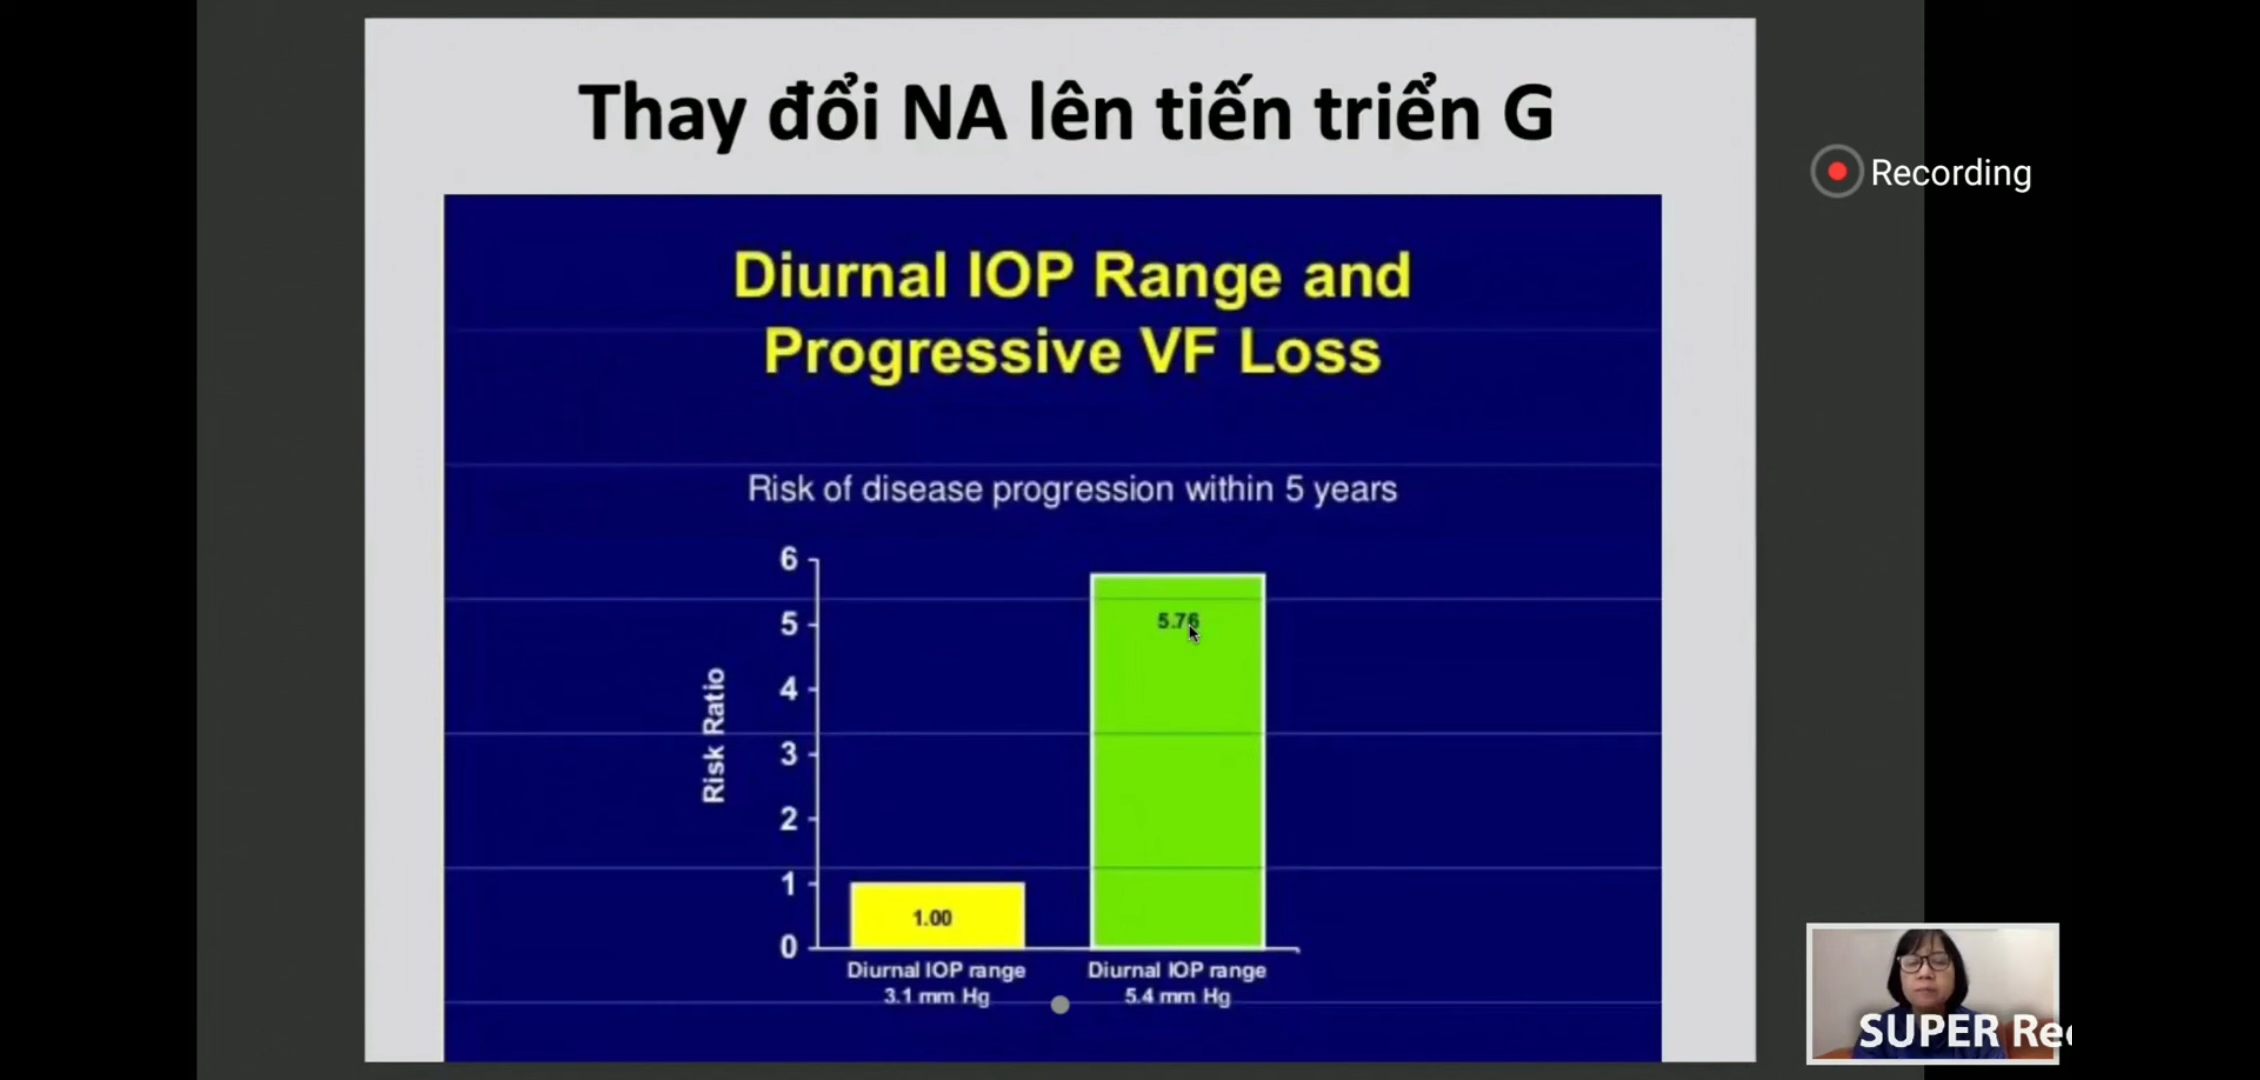 Thay đổi NA lên tiến triển G
Recording
Diurnal IOP Range and
Progressive VF Loss
Risk of disease progression within 5 years
Risk Ratio
6
5
4
3
2
1
0
5.76
1.00
Diurnal IOP range
3.1 mm Hg
Diurnal IOP range
5.4 mm Hg
SUPER Rec